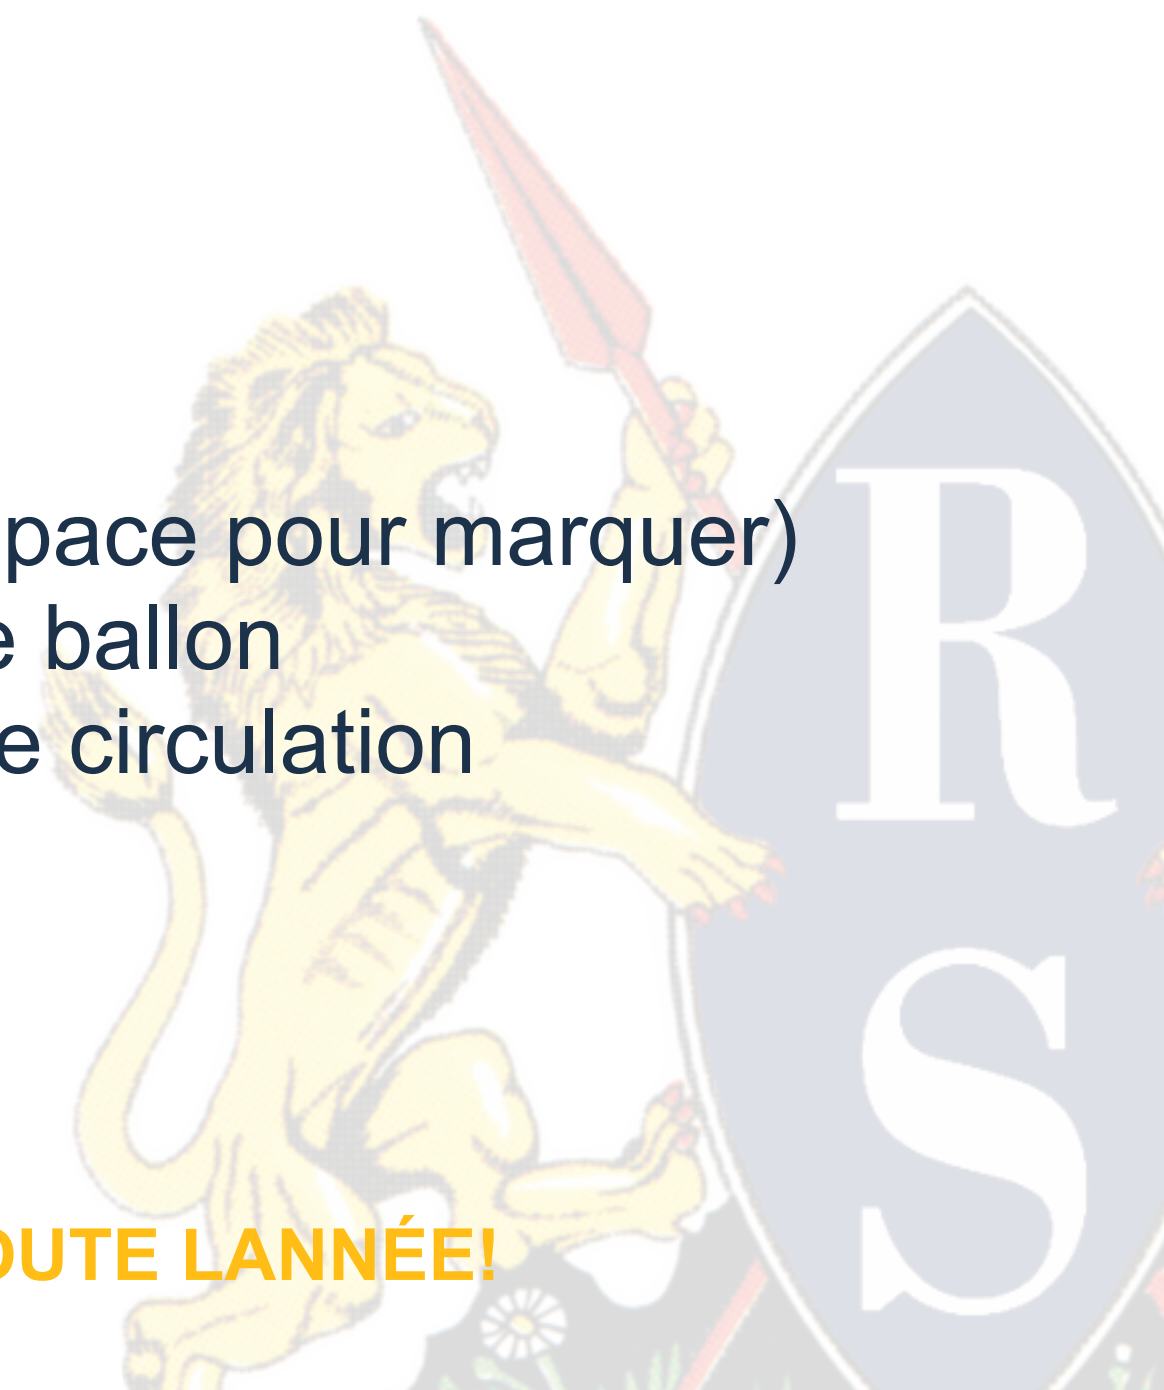 pace pour marquer)
e ballon
e circulation
R
S
OUTE LANNÉE!